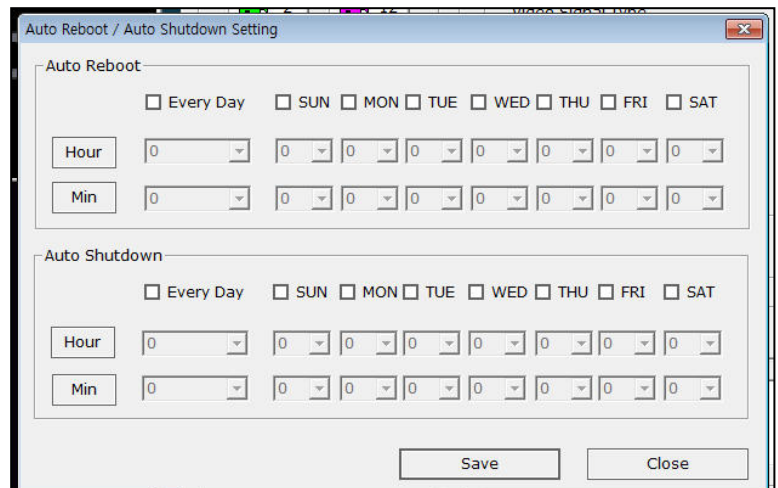 Auto Reboot / Auto Shutdown Setting
Auto Reboot
Every Day SUN MON TUE WED THU FRI SAT
Hour 0 0 0 0 0 0 0 0
Min 0 0 0 0 0 0 0 0
Auto Shutdown
Every Day SUN MON TUE WED THU FRI SAT
Hour 0 0 0 0 0 0 0 0
Min 0 0 0 0 0 0 0 0
Save Close